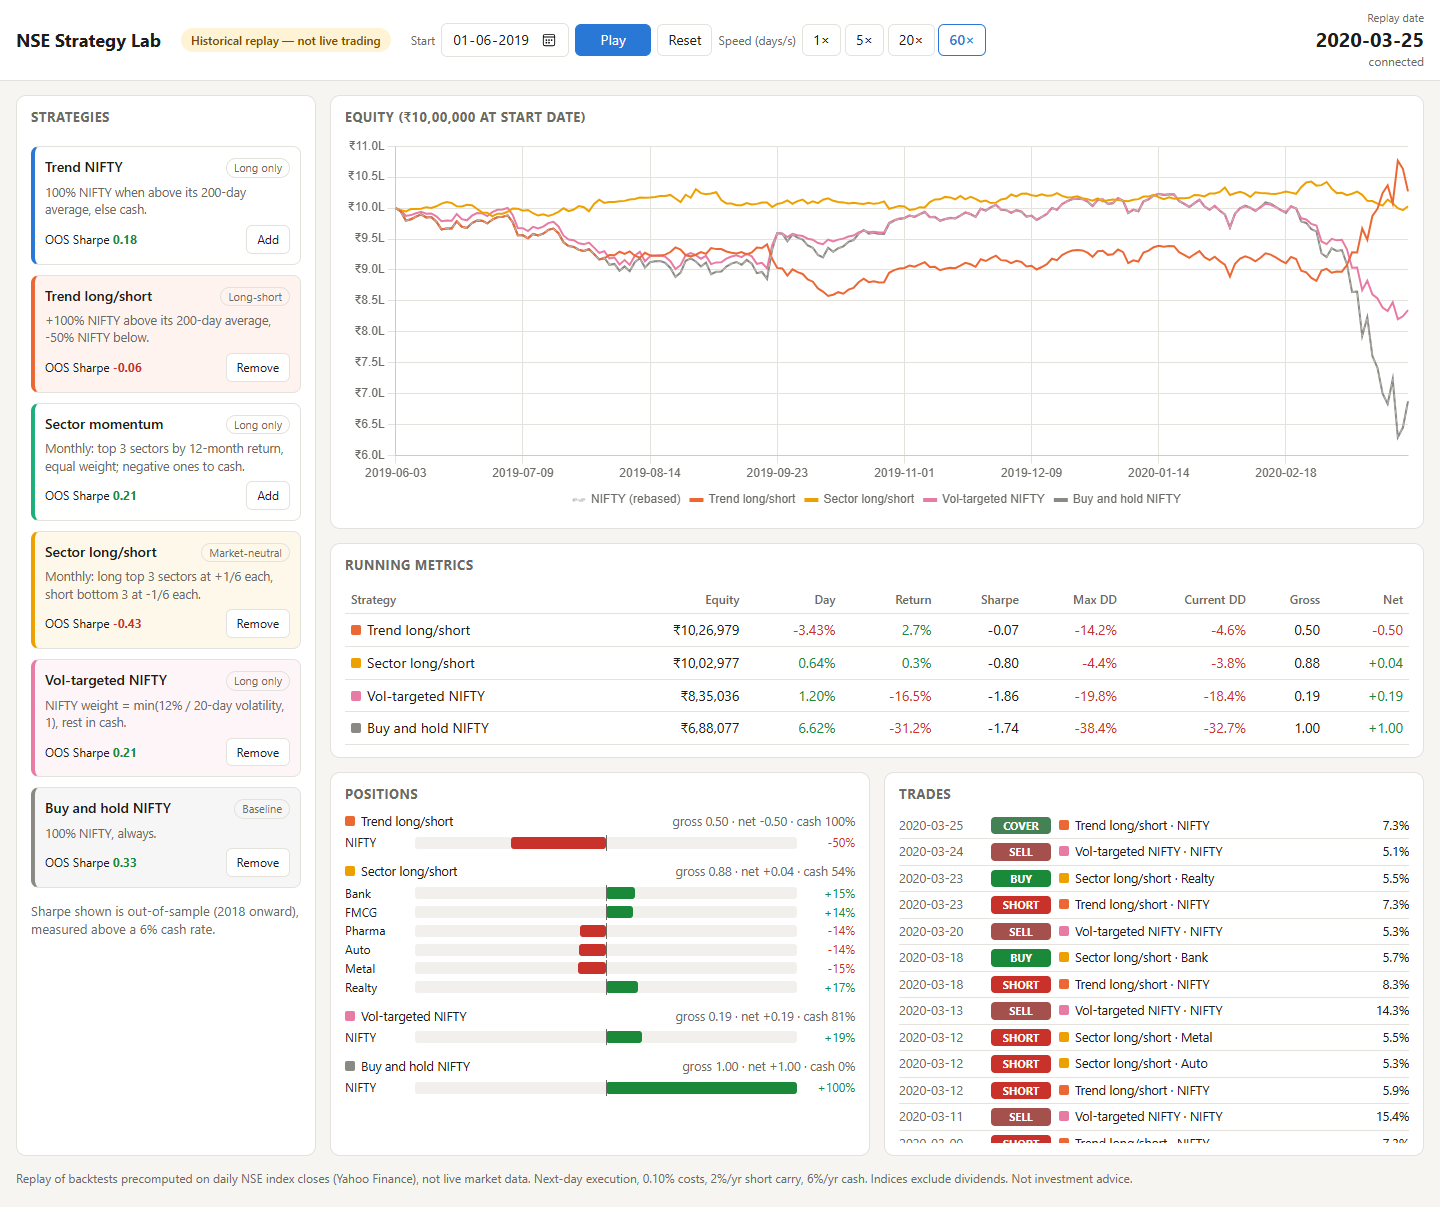 NSE Strategy Lab
Historical replay — not live trading
Start
01-06-2019
Play
Reset
Speed (days/s)
1×
5×
20×
60×
Replay date
2020-03-25
connected
STRATEGIES
Trend NIFTY
Long only
100% NIFTY when above its 200-day
average, else cash.
OOS Sharpe 0.18
Add
Trend long/short
Long-short
+100% NIFTY above its 200-day average,
-50% NIFTY below.
OOS Sharpe -0.06
Remove
Sector momentum
Long only
Monthly: top 3 sectors by 12-month return,
equal weight; negative ones to cash.
OOS Sharpe 0.21
Add
Sector long/short
Market-neutral
Monthly: long top 3 sectors at +1/6 each,
short bottom 3 at -1/6 each.
OOS Sharpe -0.43
Remove
Vol-targeted NIFTY
Long only
NIFTY weight = min(12% / 20-day volatility,
1), rest in cash.
OOS Sharpe 0.21
Remove
Buy and hold NIFTY
Baseline
100% NIFTY, always.
OOS Sharpe 0.33
Remove
Sharpe shown is out-of-sample (2018 onward),
measured above a 6% cash rate.
EQUITY (₹10,00,000 AT START DATE)
₹11.0L
₹10.5L
₹10.0L
₹9.5L
₹9.0L
₹8.5L
₹8.0L
₹7.5L
₹7.0L
₹6.5L
₹6.0L
2019-06-03 2019-07-09 2019-08-14 2019-09-23 2019-11-01 2019-12-09 2020-01-14 2020-02-18
NIFTY (rebased) Trend long/short Sector long/short Vol-targeted NIFTY Buy and hold NIFTY
RUNNING METRICS
Strategy Equity Day Return Sharpe Max DD Current DD Gross Net
Trend long/short ₹10,26,979 -3.43% 2.7% -0.07 -14.2% -4.6% 0.50 -0.50
Sector long/short ₹10,02,977 0.64% 0.3% -0.80 -4.4% -3.8% 0.88 +0.04
Vol-targeted NIFTY ₹8,35,036 1.20% -16.5% -1.86 -19.8% -18.4% 0.19 +0.19
Buy and hold NIFTY ₹6,88,077 6.62% -31.2% -1.74 -38.4% -32.7% 1.00 +1.00
POSITIONS
Trend long/short gross 0.50 · net -0.50 · cash 100%
NIFTY -50%
Sector long/short gross 0.88 · net +0.04 · cash 54%
Bank +15%
FMCG +14%
Pharma -14%
Auto -14%
Metal -15%
Realty +17%
Vol-targeted NIFTY gross 0.19 · net +0.19 · cash 81%
NIFTY +19%
Buy and hold NIFTY gross 1.00 · net +1.00 · cash 0%
NIFTY +100%
TRADES
2020-03-25 COVER Trend long/short · NIFTY 7.3%
2020-03-24 SELL Vol-targeted NIFTY · NIFTY 5.1%
2020-03-23 BUY Sector long/short · Realty 5.5%
2020-03-23 SHORT Trend long/short · NIFTY 7.3%
2020-03-20 SELL Vol-targeted NIFTY · NIFTY 5.3%
2020-03-18 BUY Sector long/short · Bank 5.7%
2020-03-18 SHORT Trend long/short · NIFTY 8.3%
2020-03-13 SELL Vol-targeted NIFTY · NIFTY 14.3%
2020-03-12 SHORT Sector long/short · Metal 5.5%
2020-03-12 SHORT Sector long/short · Auto 5.3%
2020-03-12 SHORT Trend long/short · NIFTY 5.9%
2020-03-11 SELL Vol-targeted NIFTY · NIFTY 15.4%
SHORT Trend long/short · NIFTY
Replay of backtests precomputed on daily NSE index closes (Yahoo Finance), not live market data. Next-day execution, 0.10% costs, 2%/yr short carry, 6%/yr cash. Indices exclude dividends. Not investment advice.